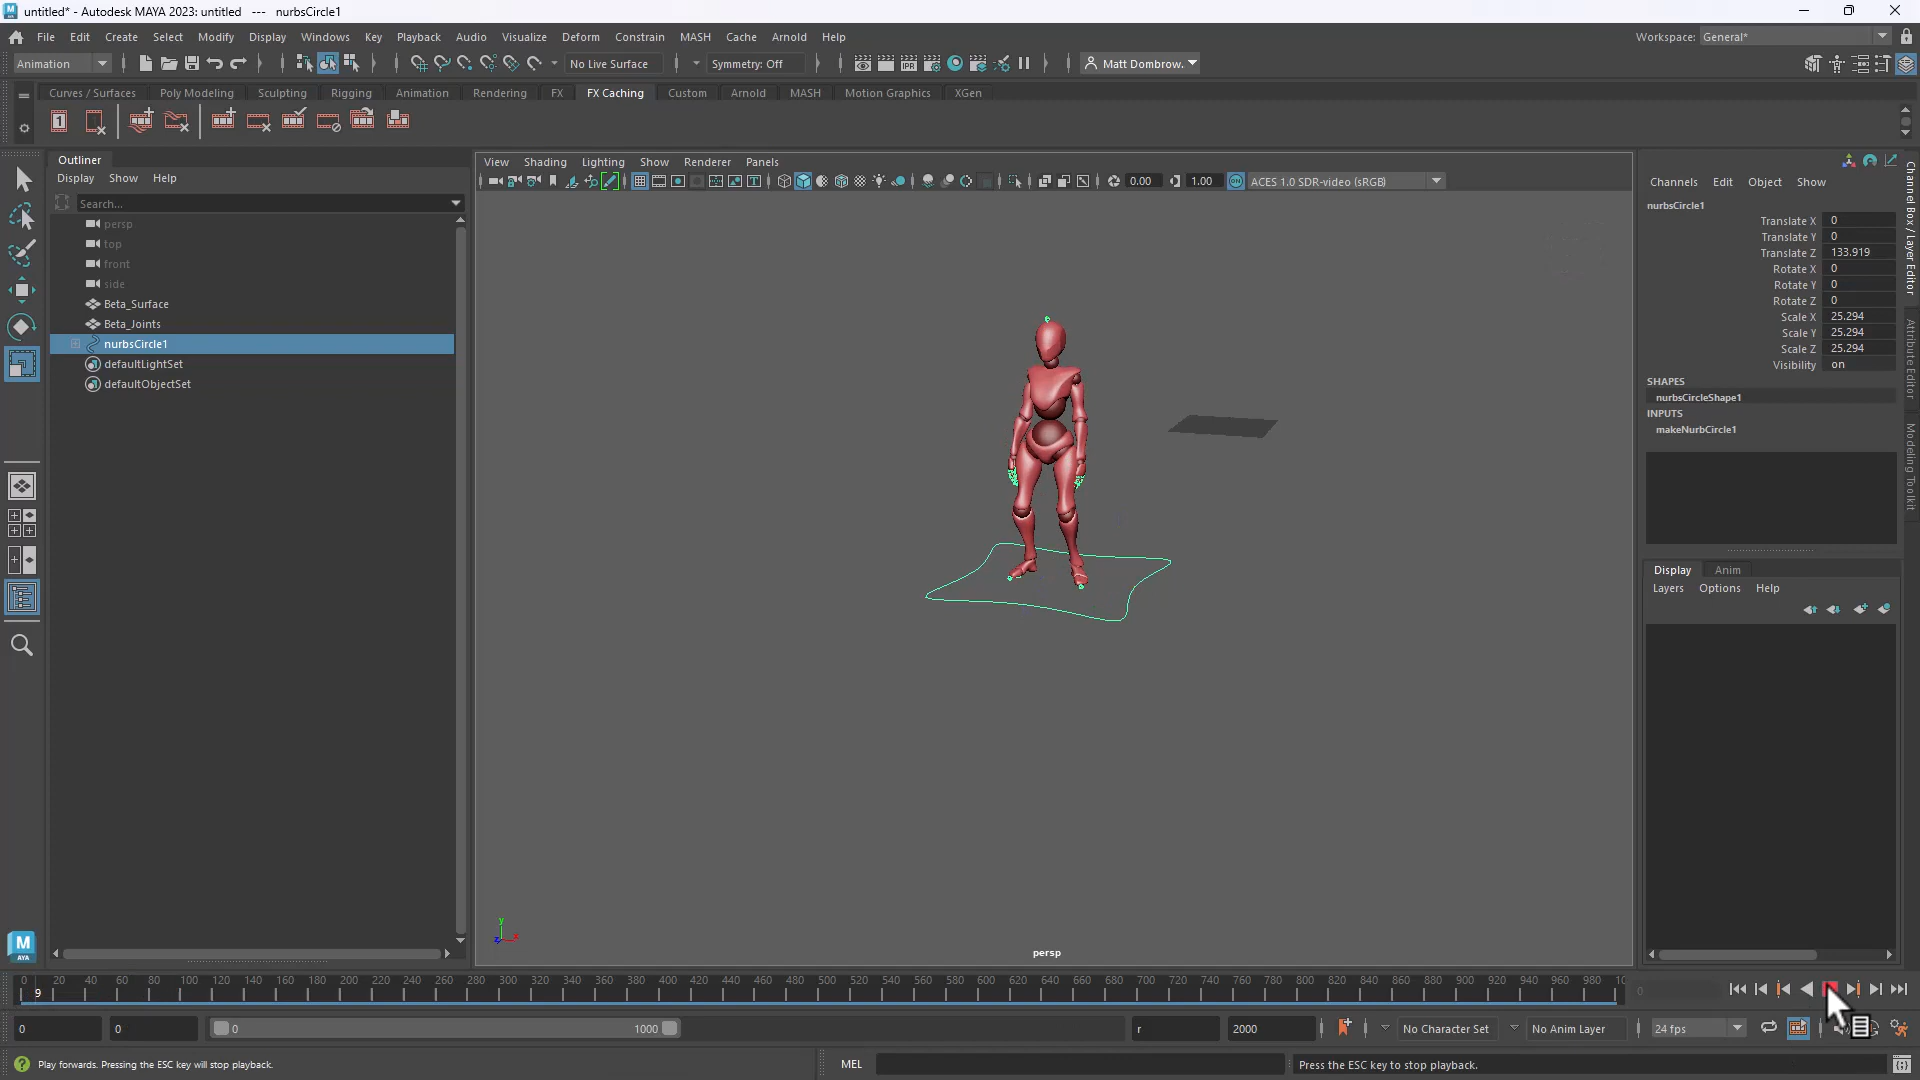 untitled* - Autodesk MAYA 2023: untitled --- nurbsCircle1
File Edit Create Select Modify Display Windows Key Playback Audio Visualize Deform Constrain MASH Cache Arnold Help
Workspace: General*
Animation
No Live Surface
Symmetry: Off
Matt Dombrow.
Curves / Surfaces Poly Modeling Sculpting Rigging Animation Rendering FX FX Caching Custom Arnold MASH Motion Graphics XGen
Outliner
Display Show Help
Search...
persp
top
front
side
Beta_Surface
Beta_Joints
nurbsCircle1
defaultLightSet
defaultObjectSet
View Shading Lighting Show Renderer Panels
0.00 1.00 ACES 1.0 SDR-video (sRGB)
persp
Channels Edit Object Show
nurbsCircle1
Translate X 0
Translate Y 0
Translate Z 133.919
Rotate X 0
Rotate Y 0
Rotate Z 0
Scale X 25.294
Scale Y 25.294
Scale Z 25.294
Visibility on
SHAPES
nurbsCircleShape1
INPUTS
makeNurbCircle1
Channel Box / Layer Editor
Attribute Editor
Modeling Toolkit
Display Anim
Layers Options Help
0 20 40 60 80 100 120 140 160 180 200 220 240 260 280 300 320 340 360 380 400 420 440 460 480 500 520 540 560 580 600 620 640 660 680 700 720 740 760 780 800 820 840 860 880 900 920 940 960 980 10
9
0
0 0 0 1000 r 2000 No Character Set No Anim Layer 24 fps
Play forwards. Pressing the ESC key will stop playback.
MEL
Press the ESC key to stop playback.